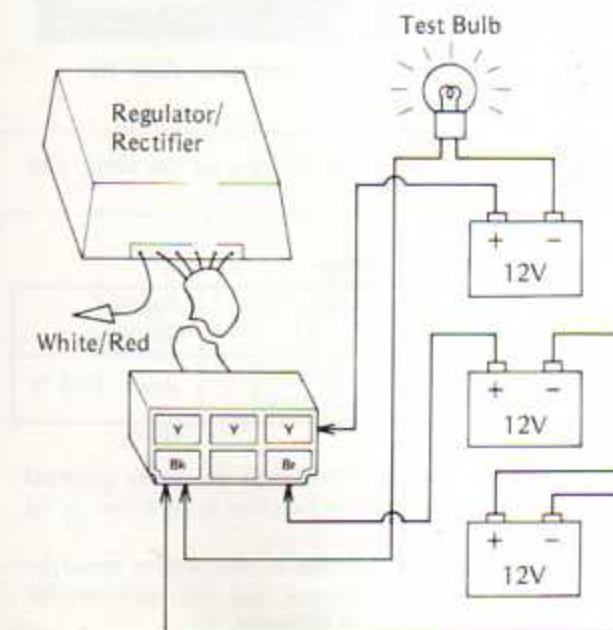 Test Bulb
Regulator/
Rectifier
+ −
12V
White/Red
+ −
12V
Y Y Y
Bk Br
+ −
12V